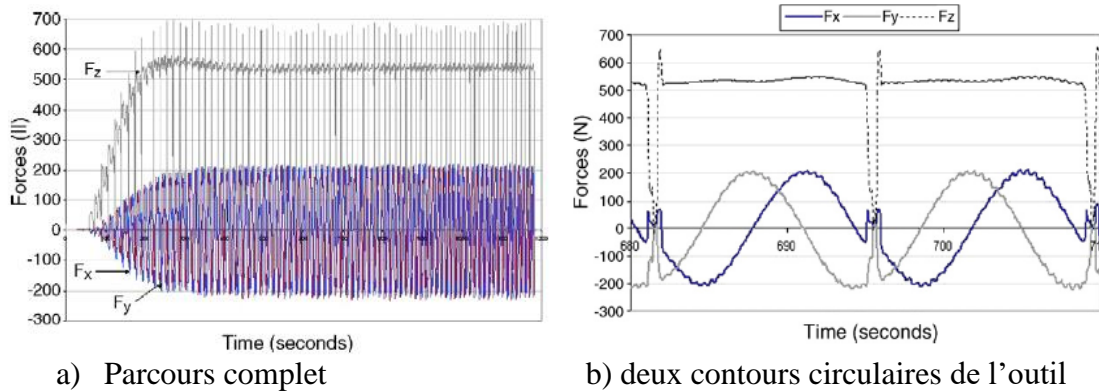 700
600
500
400
300
200
100
0
-100
-200
-300
Forces (II)
Fz
Fx
Fy
Time (seconds)
Fx Fy Fz
700
600
500
400
300
200
100
0
-100
-200
-300
Forces (N)
680 690 700
Time (seconds)
a) Parcours complet
b) deux contours circulaires de l’outil